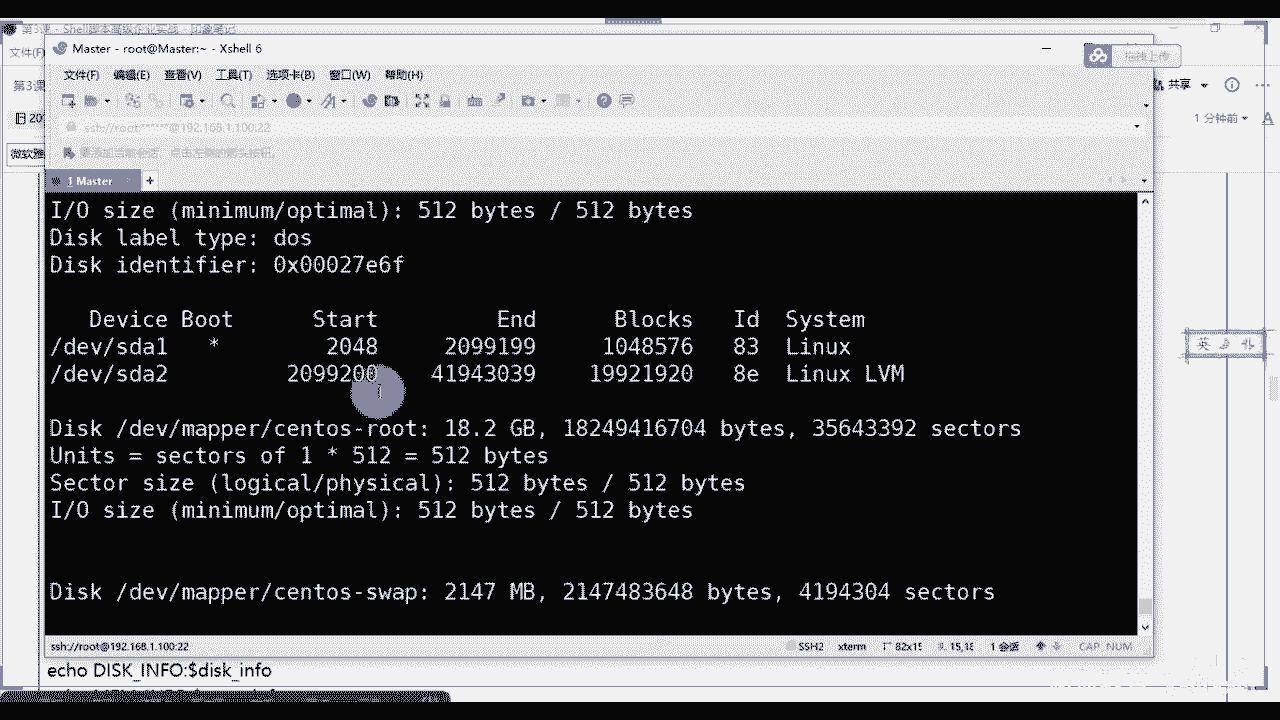 第3课 - Shell脚本高级企业实战 - 印象笔记
文件(F
Master - root@Master:~ - Xshell 6
拖拽上传
文件(F) 编辑(E) 查看(V) 工具(T) 选项卡(B) 窗口(W) 帮助(H)
第3课
共享
ssh://root:******@192.168.1.100:22
20
1 分钟前
要添加当前会话，点击左侧的箭头按钮。
微软雅
1 Master
I/O size (minimum/optimal): 512 bytes / 512 bytes
Disk label type: dos
Disk identifier: 0x00027e6f
Device Boot Start End Blocks Id System
/dev/sda1 * 2048 1048576 83 Linux
/dev/sda2 2099200 41943039 19921920 8e Linux LVM
英
Disk /dev/mapper/centos-root: 18.2 GB, 18249416704 bytes, 35643392 sectors
Units = sectors of 1 * 512 = 512 bytes
Sector size (logical/physical): 512 bytes / 512 bytes
I/O size (minimum/optimal): 512 bytes / 512 bytes
Disk /dev/mapper/centos-swap: 2147 MB, 2147483648 bytes, 4194304 sectors
ssh://root@192.168.1.100:22 SSH2 xterm 82x15 15,18 1 会话 CAP NUM
echo DISK_INFO:$disk_info